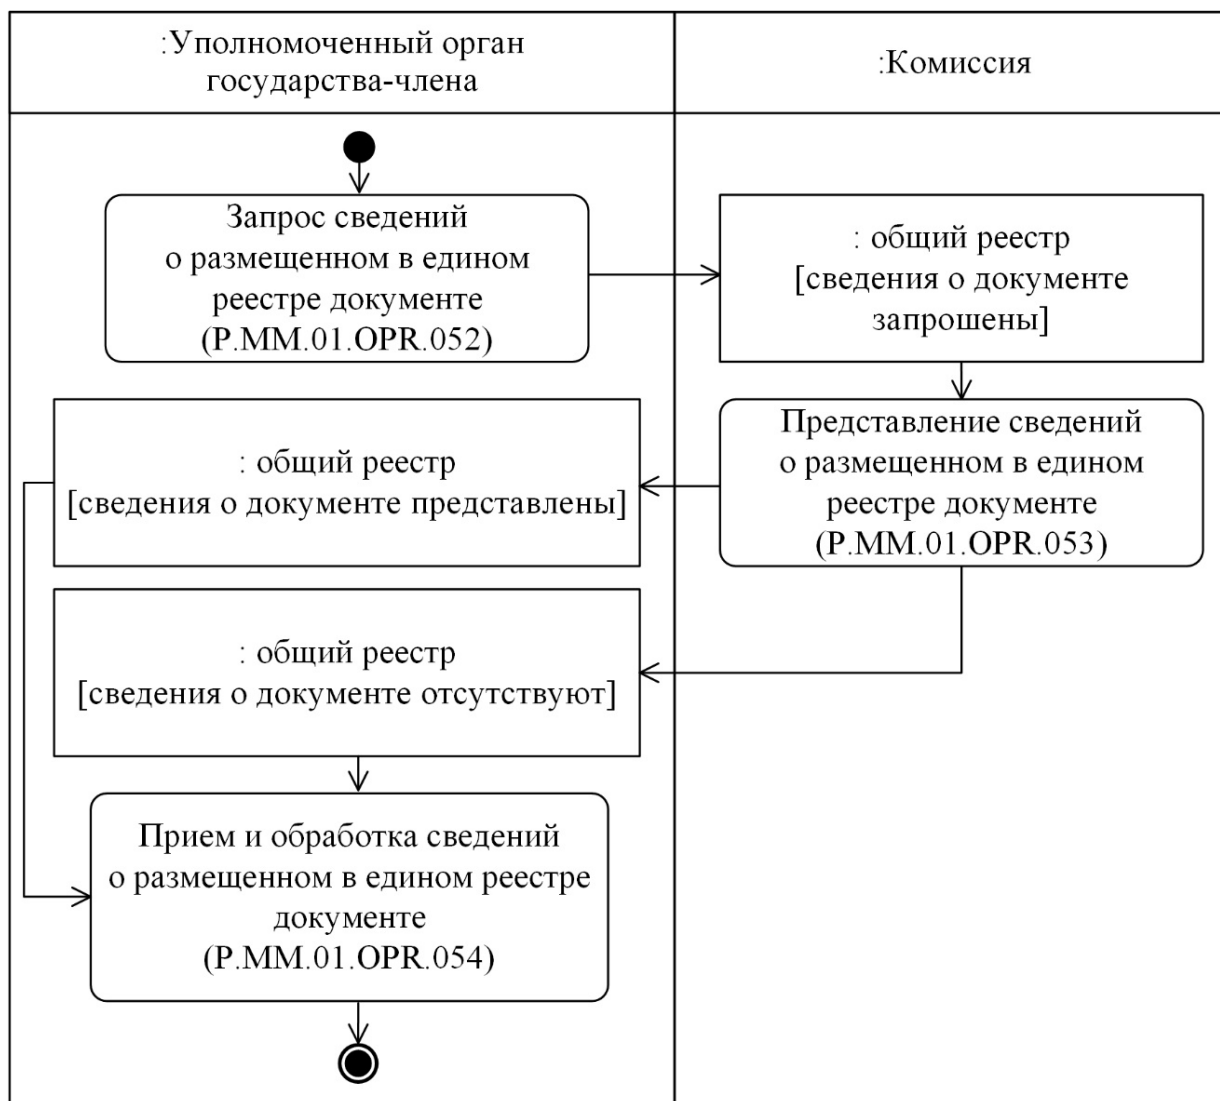 :Уполномоченный орган
государства-члена
:Комиссия
Запрос сведений
о размещенном в едином
реестре документе
(P.MM.01.OPR.052)
: общий реестр
[сведения о документе
запрошены]
: общий реестр
[сведения о документе представлены]
Представление сведений
о размещенном в едином
реестре документе
(P.MM.01.OPR.053)
: общий реестр
[сведения о документе отсутствуют]
Прием и обработка сведений
о размещенном в едином реестре
документе
(P.MM.01.OPR.054)